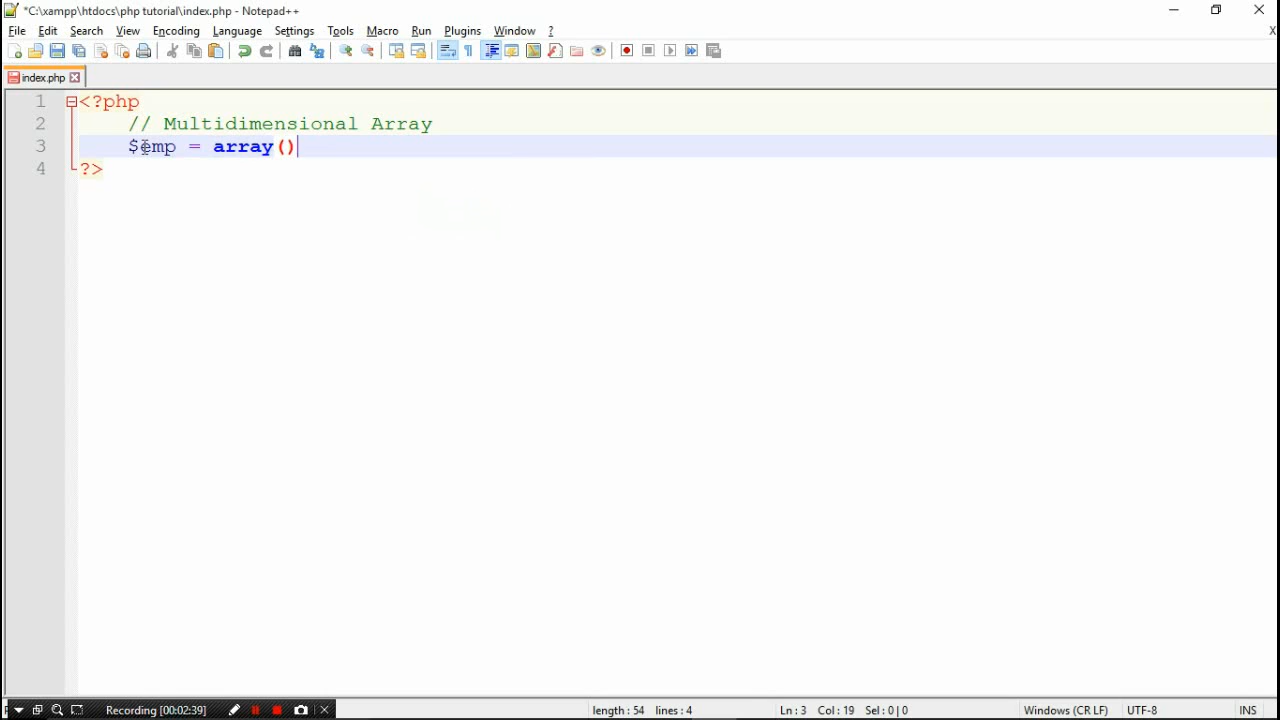 *C:\xampp\htdocs\php tutorial\index.php - Notepad++
File Edit Search View Encoding Language Settings Tools Macro Run Plugins Window ? X
index.php
1 <?php
2 // Multidimensional Array
3 $emp = array()
4 ?>
Recording [00:02:39] length : 54 lines : 4 Ln : 3 Col : 19 Sel : 0 | 0 Windows (CR LF) UTF-8 INS